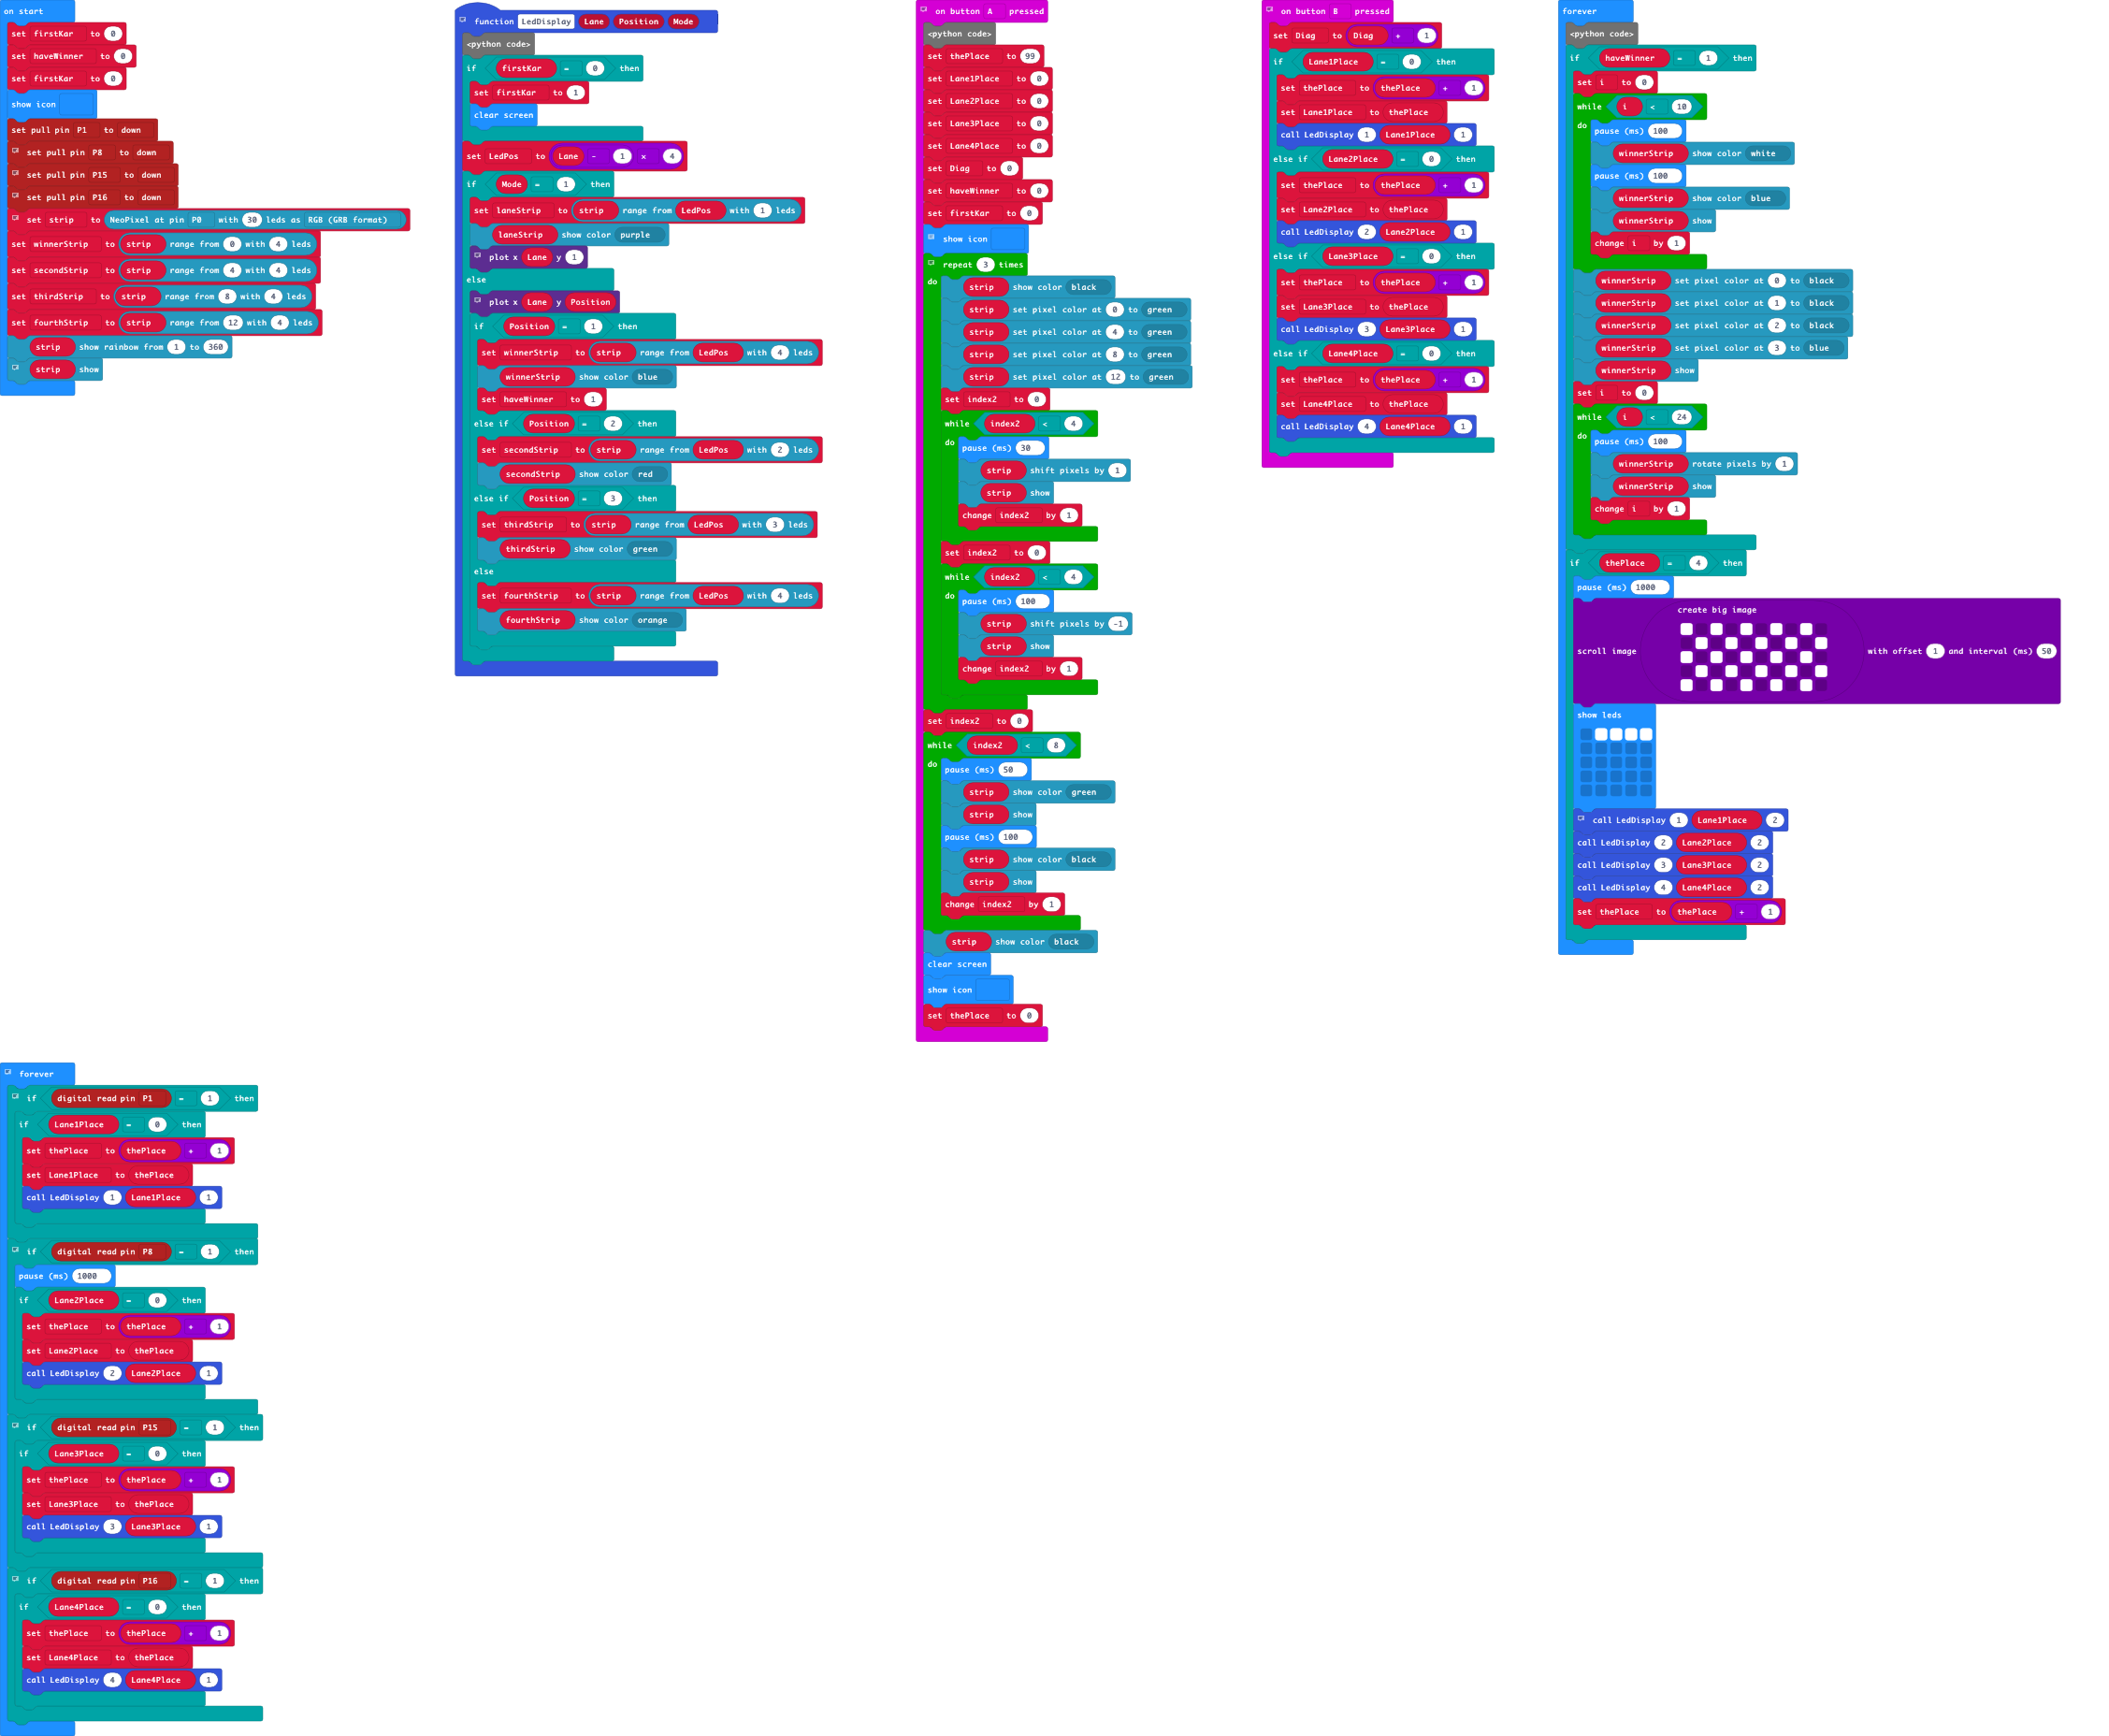 on start
set firstKar to 0
set haveWinner to 0
set firstKar to 0
show icon
set pull pin P1 to down
set pull pin P8 to down
set pull pin P15 to down
set pull pin P16 to down
set strip to NeoPixel at pin P0 with 30 leds as RGB (GRB format)
set winnerStrip to strip range from 0 with 4 leds
set secondStrip to strip range from 4 with 4 leds
set thirdStrip to strip range from 8 with 4 leds
set fourthStrip to strip range from 12 with 4 leds
strip show rainbow from 1 to 360
strip show
function LedDisplay Lane Position Mode
<python code>
if firstKar = 0 then
set firstKar to 1
clear screen
set LedPos to Lane - 1 × 4
if Mode = 1 then
set laneStrip to strip range from LedPos with 1 leds
laneStrip show color purple
plot x Lane y 1
else
plot x Lane y Position
if Position = 1 then
set winnerStrip to strip range from LedPos with 4 leds
winnerStrip show color blue
set haveWinner to 1
else if Position = 2 then
set secondStrip to strip range from LedPos with 2 leds
secondStrip show color red
else if Position = 3 then
set thirdStrip to strip range from LedPos with 3 leds
thirdStrip show color green
else
set fourthStrip to strip range from LedPos with 4 leds
fourthStrip show color orange
on button A pressed
<python code>
set thePlace to 99
set Lane1Place to 0
set Lane2Place to 0
set Lane3Place to 0
set Lane4Place to 0
set Diag to 0
set haveWinner to 0
set firstKar to 0
show icon
repeat 3 times
do strip show color black
strip set pixel color at 0 to green
strip set pixel color at 4 to green
strip set pixel color at 8 to green
strip set pixel color at 12 to green
set index2 to 0
while index2 < 4
do pause (ms) 30
strip shift pixels by 1
strip show
change index2 by 1
set index2 to 0
while index2 < 4
do pause (ms) 100
strip shift pixels by -1
strip show
change index2 by 1
set index2 to 0
while index2 < 8
do pause (ms) 50
strip show color green
strip show
pause (ms) 100
strip show color black
strip show
change index2 by 1
strip show color black
clear screen
show icon
set thePlace to 0
on button B pressed
set Diag to Diag + 1
if Lane1Place = 0 then
set thePlace to thePlace + 1
set Lane1Place to thePlace
call LedDisplay 1 Lane1Place 1
else if Lane2Place = 0 then
set thePlace to thePlace + 1
set Lane2Place to thePlace
call LedDisplay 2 Lane2Place 1
else if Lane3Place = 0 then
set thePlace to thePlace + 1
set Lane3Place to thePlace
call LedDisplay 3 Lane3Place 1
else if Lane4Place = 0 then
set thePlace to thePlace + 1
set Lane4Place to thePlace
call LedDisplay 4 Lane4Place 1
forever
<python code>
if haveWinner = 1 then
set i to 0
while i < 10
do pause (ms) 100
winnerStrip show color white
pause (ms) 100
winnerStrip show color blue
winnerStrip show
change i by 1
winnerStrip set pixel color at 0 to black
winnerStrip set pixel color at 1 to black
winnerStrip set pixel color at 2 to black
winnerStrip set pixel color at 3 to blue
winnerStrip show
set i to 0
while i < 24
do pause (ms) 100
winnerStrip rotate pixels by 1
winnerStrip show
change i by 1
if thePlace = 4 then
pause (ms) 1000
create big image
scroll image with offset 1 and interval (ms) 50
show leds
call LedDisplay 1 Lane1Place 2
call LedDisplay 2 Lane2Place 2
call LedDisplay 3 Lane3Place 2
call LedDisplay 4 Lane4Place 2
set thePlace to thePlace + 1
forever
if digital read pin P1 = 1 then
if Lane1Place = 0 then
set thePlace to thePlace + 1
set Lane1Place to thePlace
call LedDisplay 1 Lane1Place 1
if digital read pin P8 = 1 then
pause (ms) 1000
if Lane2Place = 0 then
set thePlace to thePlace + 1
set Lane2Place to thePlace
call LedDisplay 2 Lane2Place 1
if digital read pin P15 = 1 then
if Lane3Place = 0 then
set thePlace to thePlace + 1
set Lane3Place to thePlace
call LedDisplay 3 Lane3Place 1
if digital read pin P16 = 1 then
if Lane4Place = 0 then
set thePlace to thePlace + 1
set Lane4Place to thePlace
call LedDisplay 4 Lane4Place 1